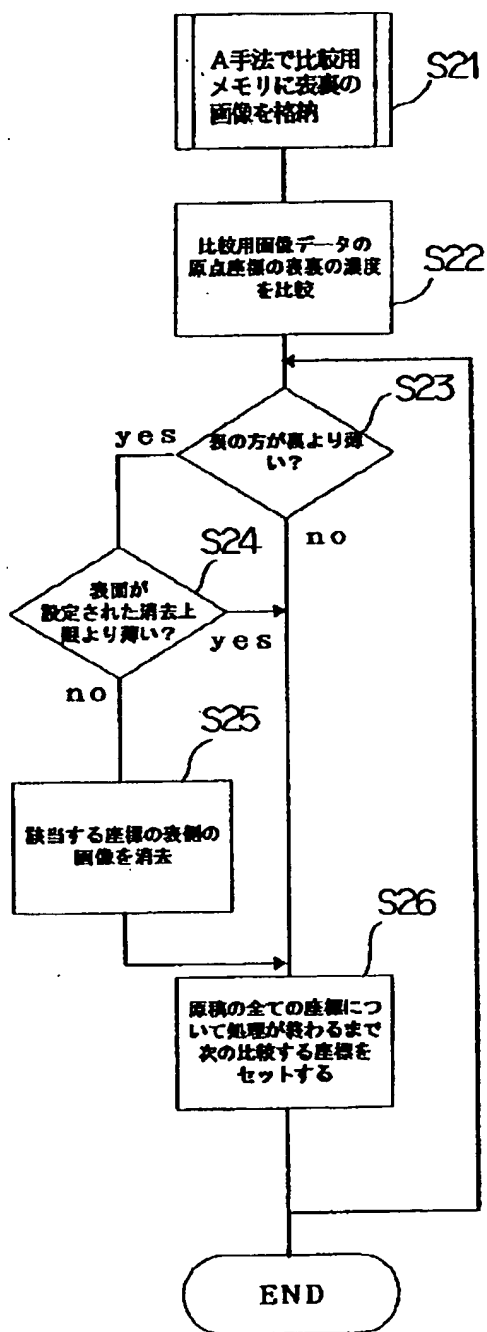 A手法で比較用
メモリに表裏の
画像を格納
S21
比較用画像データの
原点座標の表裏の濃度
を比較
S22
S23
表の方が裏より薄
い?
yes
no
S24
表面が
設定された消去上
限より薄い?
yes
no
S25
該当する座標の表側の
画像を消去
S26
原稿の全ての座標につ
いて処理が終わるまで
次の比較する座標を
セットする
END